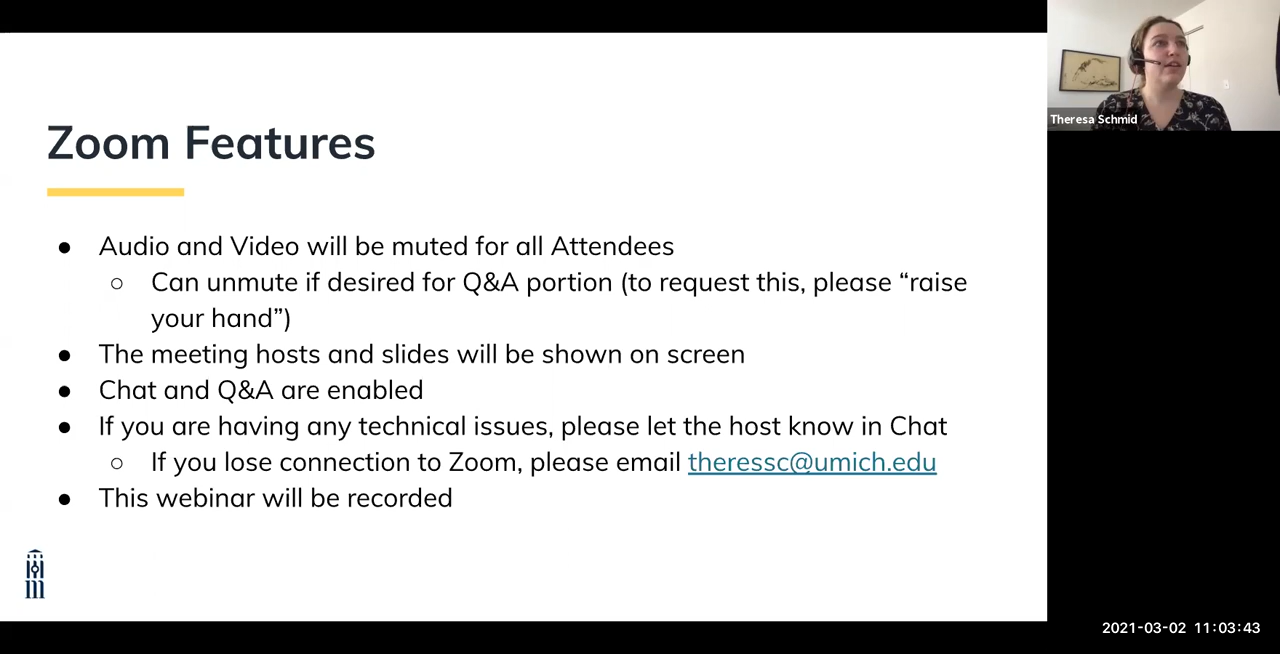 Zoom Features
● Audio and Video will be muted for all Attendees
○ Can unmute if desired for Q&A portion (to request this, please “raise
your hand”)
● The meeting hosts and slides will be shown on screen
● Chat and Q&A are enabled
● If you are having any technical issues, please let the host know in Chat
○ If you lose connection to Zoom, please email theressc@umich.edu
● This webinar will be recorded
Theresa Schmid
2021-03-02 11:03:43